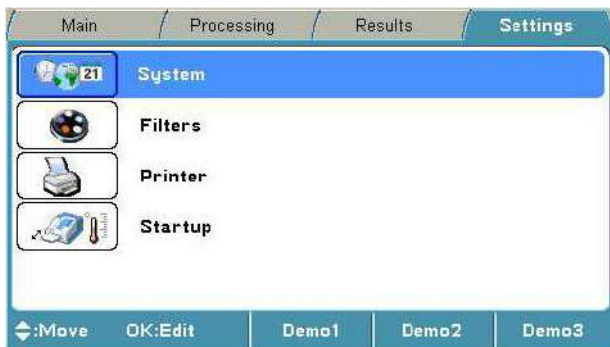 Main Processing Results Settings
21 System
Filters
Printer
Startup
:Move OK:Edit Demo1 Demo2 Demo3